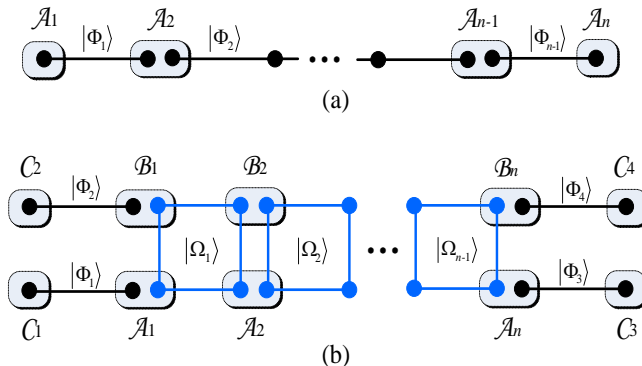 A1 A2 An-1 An
|Φ1⟩ |Φ2⟩ |Φn-1⟩
(a)
C2 B1 B2 Bn C4
|Φ2⟩ |Φ4⟩
|Ω1⟩ |Ω2⟩ |Ωn-1⟩
|Φ1⟩ |Φ3⟩
C1 A1 A2 An C3
(b)